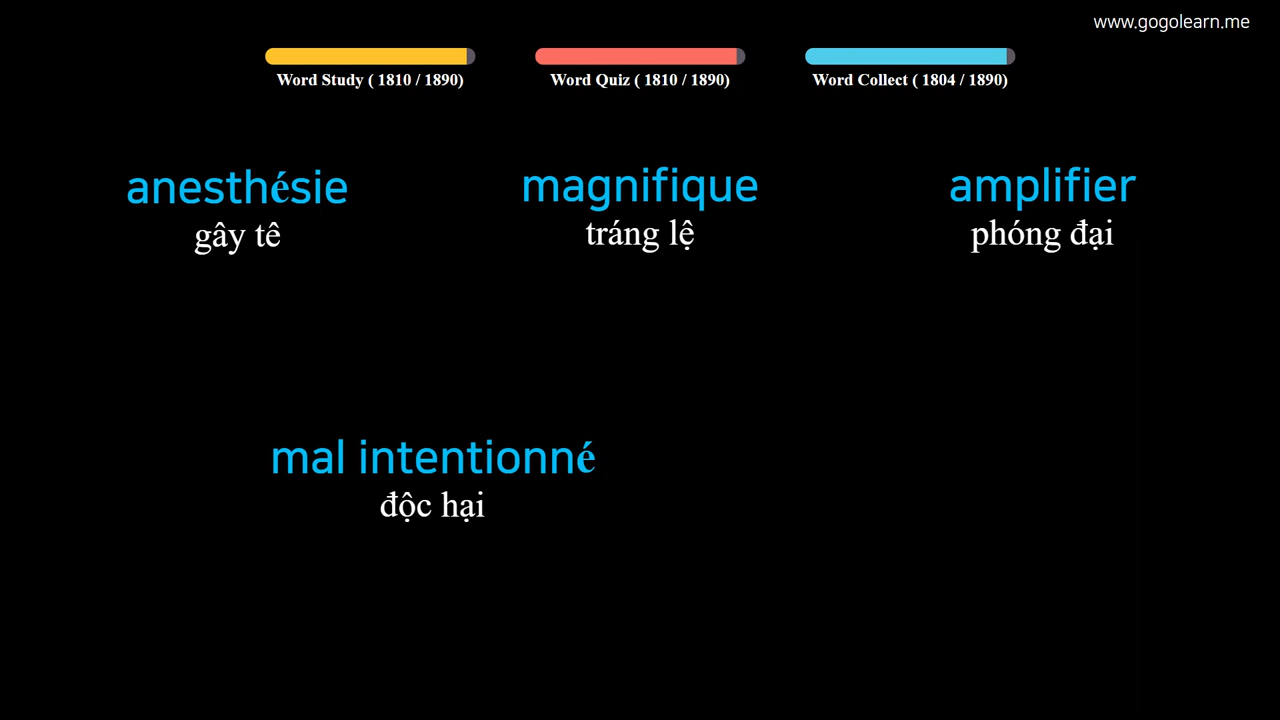 www.gogolearn.me
Word Study ( 1810 / 1890)
Word Quiz ( 1810 / 1890)
Word Collect ( 1804 / 1890)
anesthésie
gây tê
magnifique
tráng lệ
amplifier
phóng đại
mal intentionné
độc hại